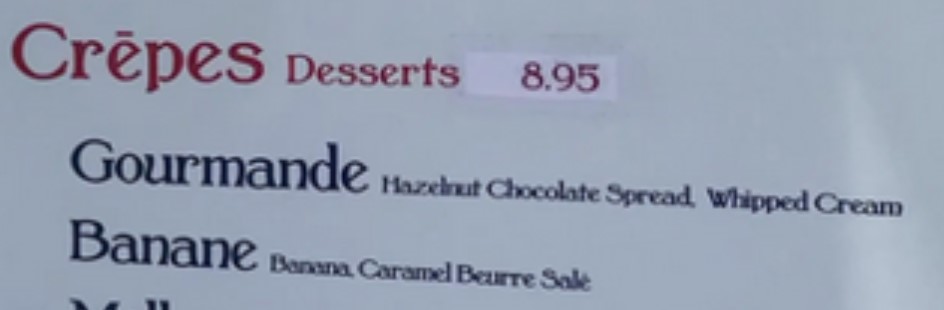 Crēpes Desserts 8.95
Gourmande Hazelnut Chocolate Spread, Whipped Cream
Banane Banana, Caramel Beurre Salé